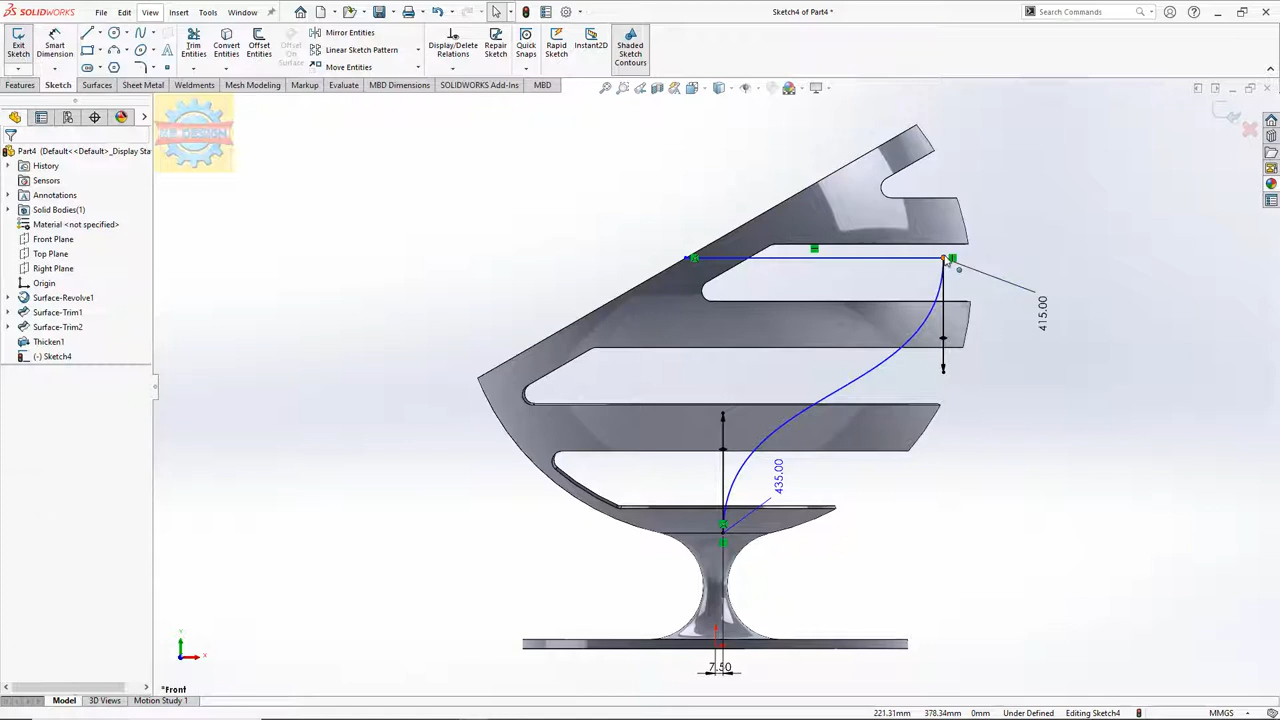 SOLIDWORKS
File
Edit
View
Insert
Tools
Window
Sketch4 of Part4 *
Search Commands
Exit Sketch
Smart Dimension
Trim Entities
Convert Entities
Offset Entities
Offset On Surface
Mirror Entities
Linear Sketch Pattern
Move Entities
Display/Delete Relations
Repair Sketch
Quick Snaps
Rapid Sketch
Instant2D
Shaded Sketch Contours
Features
Sketch
Surfaces
Sheet Metal
Weldments
Mesh Modeling
Markup
Evaluate
MBD Dimensions
SOLIDWORKS Add-Ins
MBD
Part4 (Default<<Default>_Display Sta
History
Sensors
Annotations
Solid Bodies(1)
Material <not specified>
Front Plane
Top Plane
Right Plane
Origin
Surface-Revolve1
Surface-Trim1
Surface-Trim2
Thicken1
(-) Sketch4
415.00
435.00
7.50
Y
X
*Front
Model
3D Views
Motion Study 1
221.31mm
378.34mm
0mm
Under Defined
Editing Sketch4
MMGS